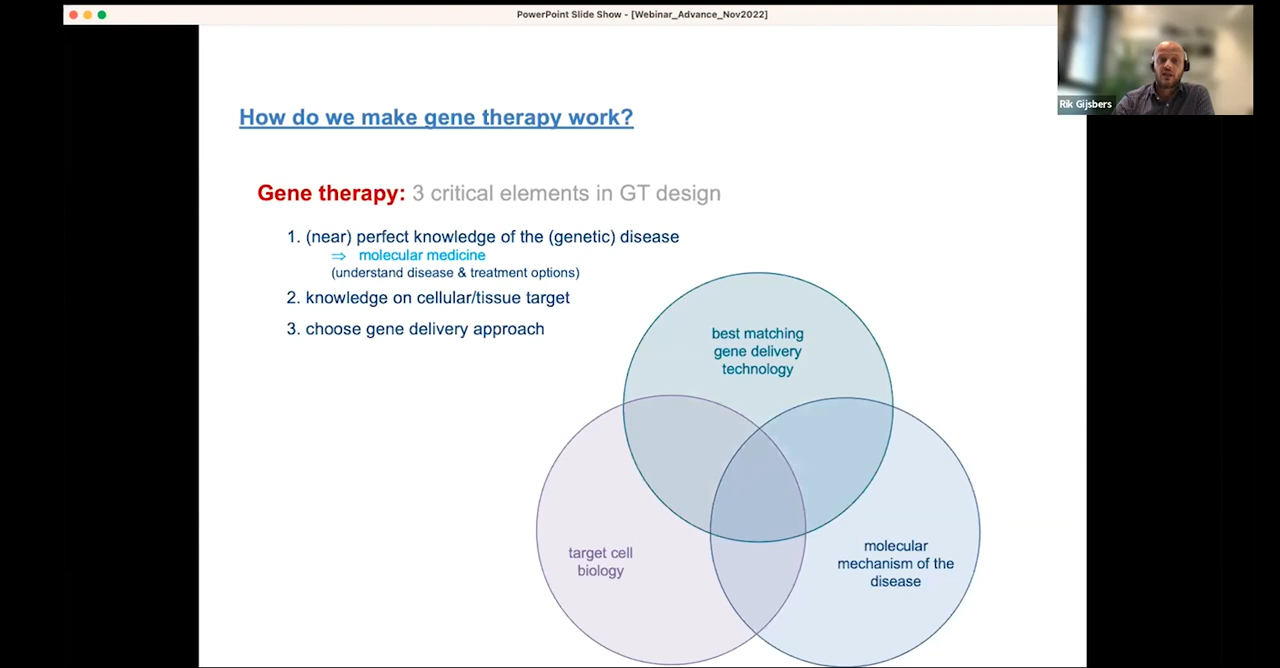 PowerPoint Slide Show - [Webinar_Advance_Nov2022]
Rik Gijsbers
How do we make gene therapy work?
Gene therapy: 3 critical elements in GT design
1. (near) perfect knowledge of the (genetic) disease
⇒ molecular medicine
(understand disease & treatment options)
2. knowledge on cellular/tissue target
3. choose gene delivery approach
best matching
gene delivery
technology
target cell
biology
molecular
mechanism of the
disease